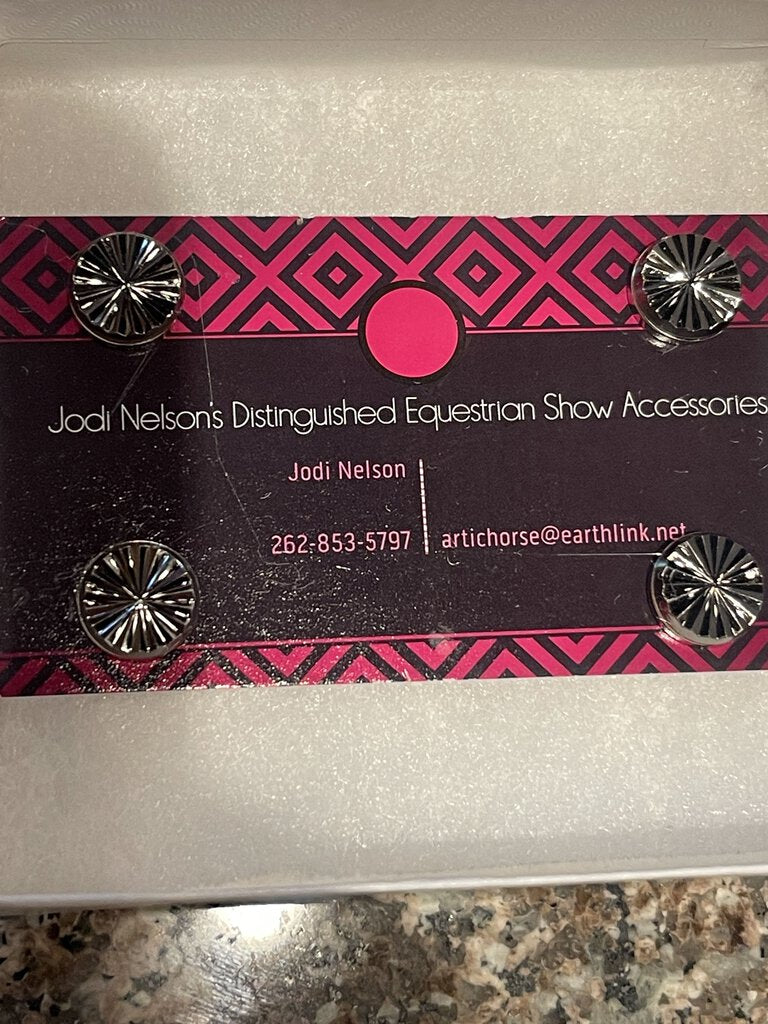 Jodi Nelson's Distinguished Equestrian Show Accessories
Jodi Nelson
262-853-5797
artichorse@earthlink.net